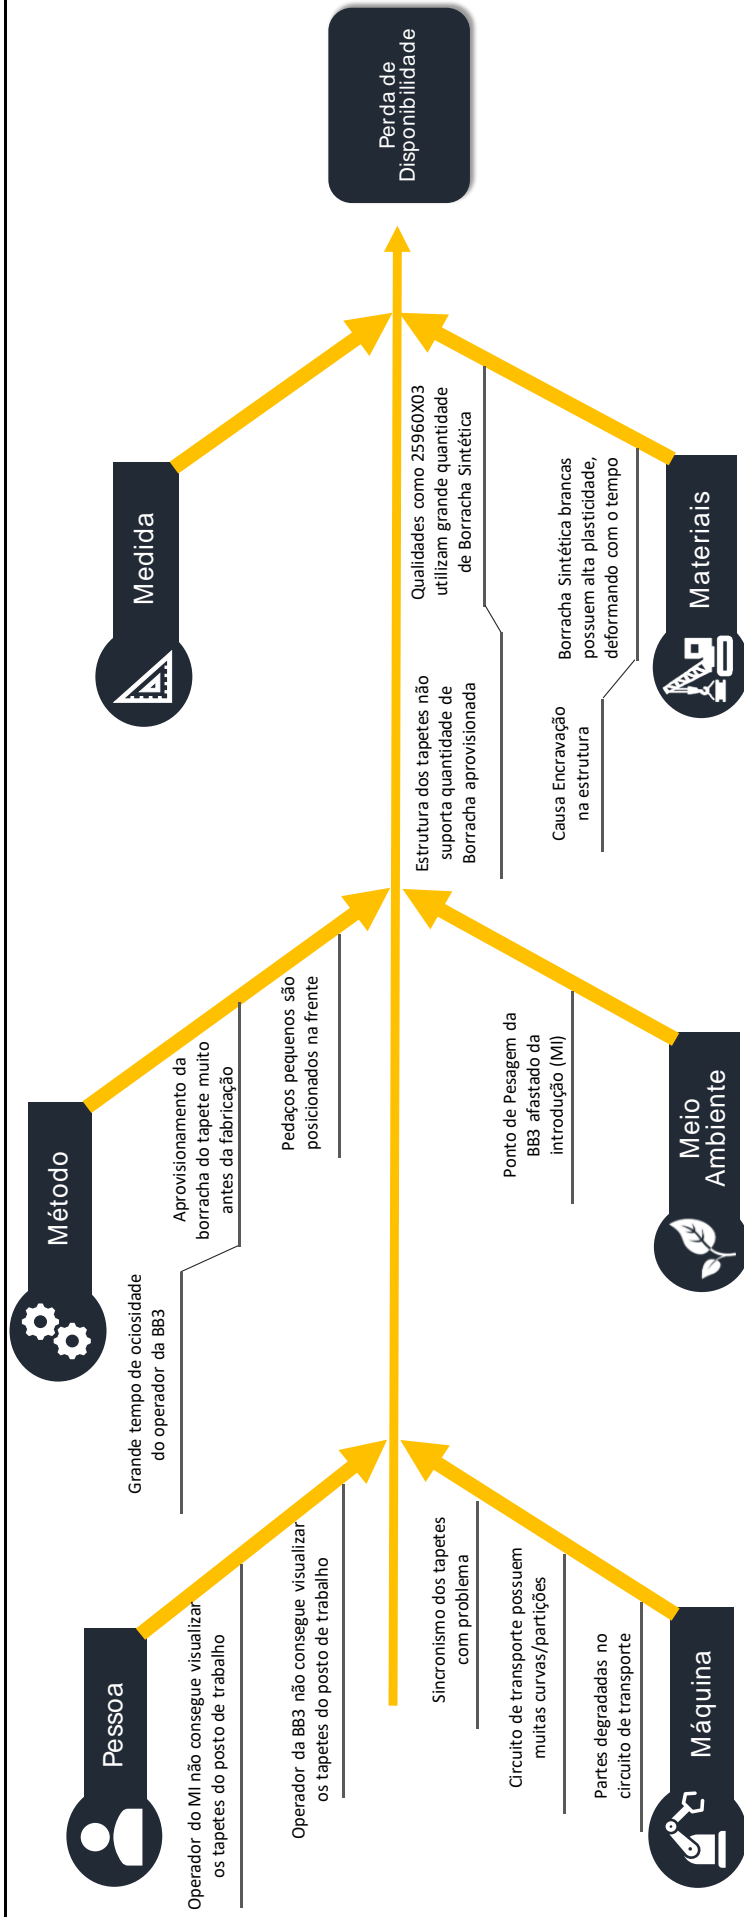 Pessoa
Operador do MI não consegue visualizar
os tapetes do posto de trabalho
Operador da BB3 não consegue visualizar
os tapetes do posto de trabalho
Método
Grande tempo de ociosidade
do operador da BB3
Aprovisionamento da
borracha do tapete muito
antes da fabricação
Pedaços pequenos são
posicionados na frente
Medida
Máquina
Sincronismo dos tapetes
com problema
Circuito de transporte possuem
muitas curvas/partições
Partes degradadas no
circuito de transporte
Meio
Ambiente
Ponto de Pesagem da
BB3 afastado da
introdução (MI)
Materiais
Estrutura dos tapetes não
suporta quantidade de
Borracha aprovisionada
Qualidades como 25960X03
utilizam grande quantidade
de Borracha Sintética
Causa Encravação
na estrutura
Borracha Sintética brancas
possuem alta plasticidade,
deformando com o tempo
Perda de
Disponibilidade